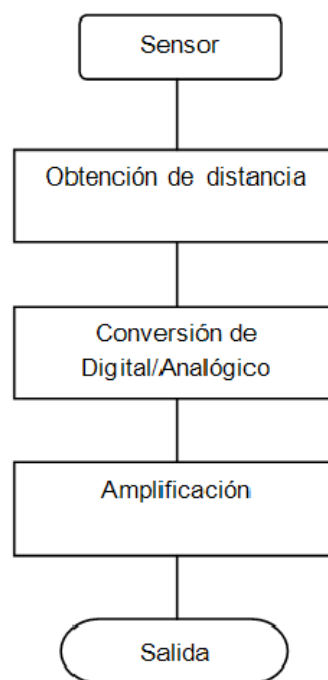 Sensor
Obtención de distancia
Conversión de
Digital/Analógico
Amplificación
Salida